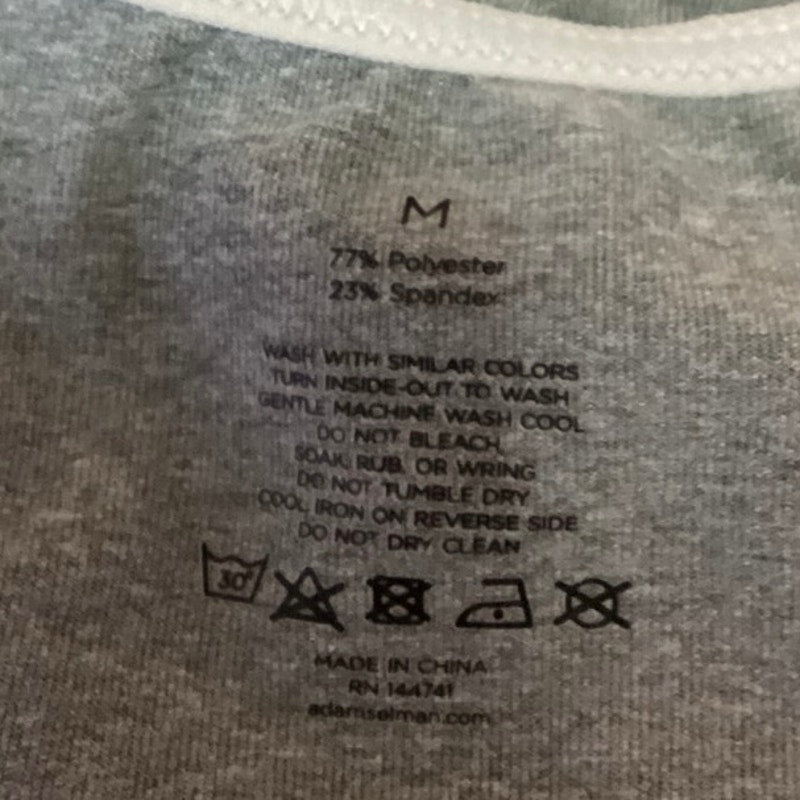 M
77% Polyester
23% Spandex
WASH WITH SIMILAR COLORS
TURN INSIDE-OUT TO WASH
GENTLE MACHINE WASH COOL
DO NOT BLEACH,
SOAK, RUB, OR WRING
DO NOT TUMBLE DRY
COOL IRON ON REVERSE SIDE
DO NOT DRY CLEAN
30°
MADE IN CHINA
RN 144741
adamselman.com